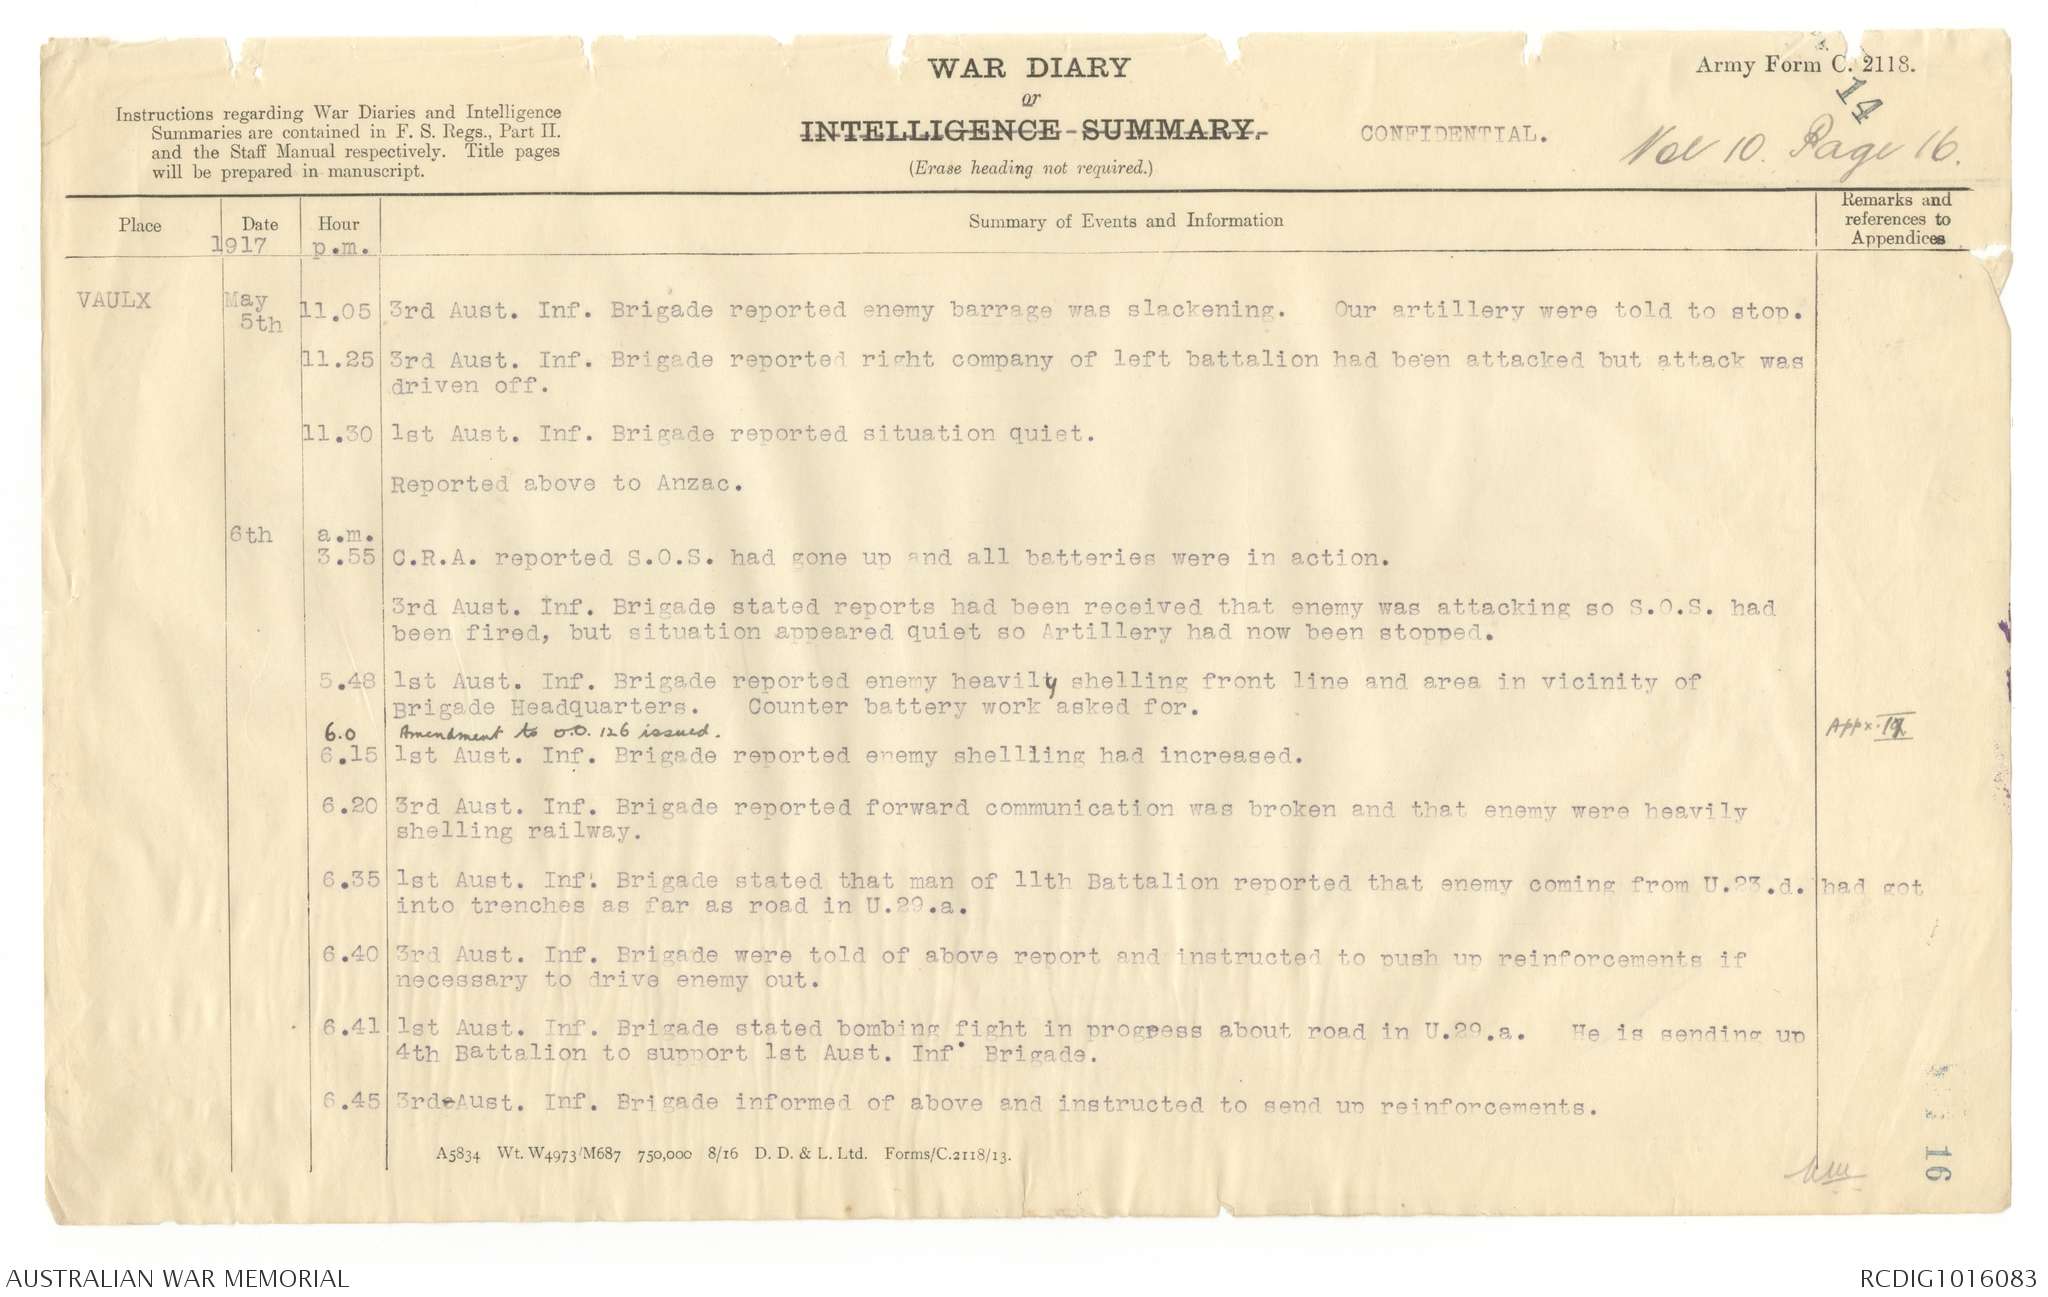 WAR DIARY
or
INTELLIGENCE SUMMARY.
(Erase heading not required.)
Army Form C. 2118.
14
Instructions regarding War Diaries and Intelligence
Summaries are contained in F. S. Regs., Part II.
and the Staff Manual respectively. Title pages
will be prepared in manuscript.
CONFIDENTIAL.
Vol 10. Page 16.
Place
Date
Hour
Summary of Events and Information
Remarks and
references to
Appendices
1917 p.m.
VAULX May
5th 11.05 3rd Aust. Inf. Brigade reported enemy barrage was slackening. Our artillery were told to stop.
11.25 3rd Aust. Inf. Brigade reported right company of left battalion had been attacked but attack was
driven off.
11.30 1st Aust. Inf. Brigade reported situation quiet.
Reported above to Anzac.
6th a.m.
3.55 C.R.A. reported S.O.S. had gone up and all batteries were in action.
3rd Aust. Inf. Brigade stated reports had been received that enemy was attacking so S.O.S. had
been fired, but situation appeared quiet so Artillery had now been stopped.
5.48 1st Aust. Inf. Brigade reported enemy heavily shelling front line and area in vicinity of
Brigade Headquarters. Counter battery work asked for.
6.0 Amendment to O.O. 126 issued. Appx.
6.15 1st Aust. Inf. Brigade reported enemy shellling had increased.
6.20 3rd Aust. Inf. Brigade reported forward communication was broken and that enemy were heavily
shelling railway.
6.35 1st Aust. Inf. Brigade stated that man of 11th Battalion reported that enemy coming from U.23.d. had got
into trenches as far as road in U.29.a.
6.40 3rd Aust. Inf. Brigade were told of above report and instructed to push up reinforcements if
necessary to drive enemy out.
6.41 1st Aust. Inf. Brigade stated bombing fight in progress about road in U.29.a. He is sending up
4th Battalion to support 1st Aust. Inf. Brigade.
6.45 3rd Aust. Inf. Brigade informed of above and instructed to send up reinforcements.
A5834 Wt. W4973/M687 750,000 8/16 D. D. & L. Ltd. Forms/C.2118/13.
16
AUSTRALIAN WAR MEMORIAL
RCDIG1016083